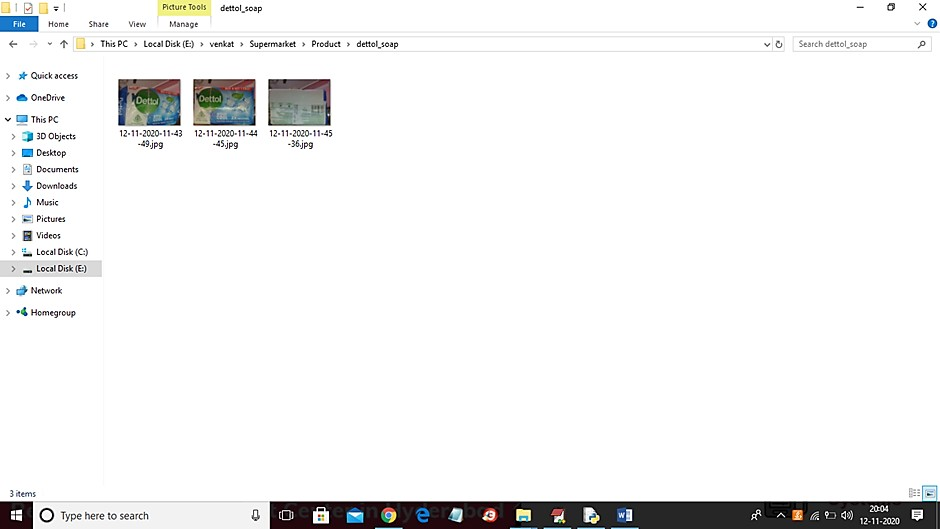 Picture Tools
dettol_soap
File
Home
Share
View
Manage
This PC
Local Disk (E:)
venkat
Supermarket
Product
dettol_soap
Search dettol_soap
Quick access
OneDrive
This PC
3D Objects
Desktop
Documents
Downloads
Music
Pictures
Videos
Local Disk (C:)
Local Disk (E:)
Network
Homegroup
Dettol
12-11-2020-11-43
-49.jpg
Dettol
12-11-2020-11-44
-45.jpg
12-11-2020-11-45
-36.jpg
3 items
Type here to search
20:04
12-11-2020